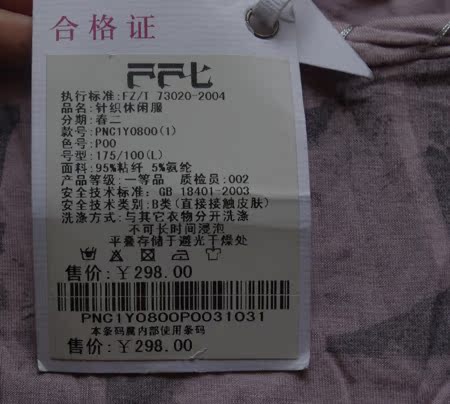 合格证
执行标准:FZ/T 73020-2004
品名:针织休闲服
分期:春二
款号:PNC1Y0800(1)
色号:P00
号型:175/100(L)
面料:95%粘纤 5%氨纶
产品等级:一等品 质检员:002
安全技术标准:GB 18401-2003
安全技术类别:B类(直接接触皮肤)
洗涤方式:与其它衣物分开洗涤
不可长时间浸泡
平曩存储于避光干燥处
售价:￥298.00
PNC1Y0800P0031031
本条码属内部使用条码
售价:￥298.00